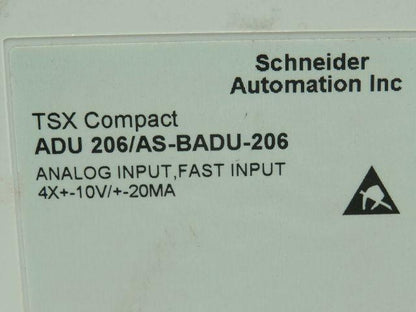 Schneider
Automation Inc
TSX Compact
ADU 206/AS-BADU-206
ANALOG INPUT,FAST INPUT
4X+-10V/+-20MA